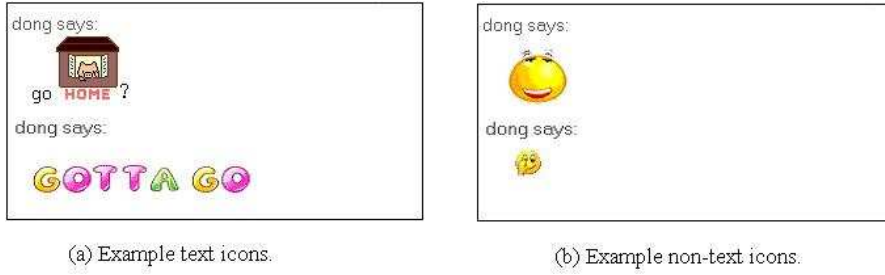 dong says:
go HOME ?
dong says:
GOTTA GO
(a) Example text icons.
dong says:
dong says:
(b) Example non-text icons.